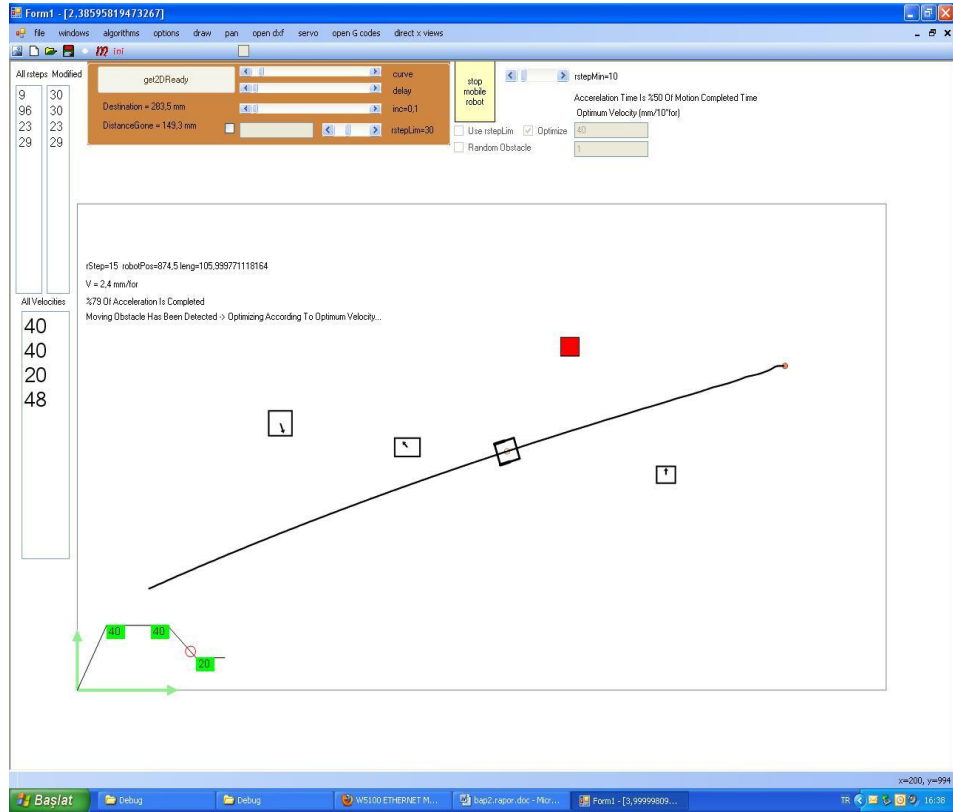 Form1 - [2,38595819473267]
file windows algorithms options draw pan open dxf servo open G codes direct x views
m ini
All rsteps Modified
9 30
96 30
23 23
29 29
get2DReady
Destination = 283,5 mm
DistanceGone = 149,3 mm
curve
delay
inc=0,1
rstepLim=30
stop
mobile
robot
rstepMin=10
Accerelation Time Is %50 Of Motion Completed Time
Optimum Velocity (mm/10^for)
Use rstepLim Optimize 40
Random Obstacle 1
rStep=15 robotPos=874,5 leng=105,999771118164
V = 2,4 mm/for
%79 Of Acceleration Is Completed
Moving Obstacle Has Been Detected -> Optimizing According To Optimum Velocity...
All Velocities
40
40
20
48
40 40
20
x=200, y=994
Başlat Debug Debug W5100 ETHERNET M... bap2.rapor.doc - Micr... Form1 - [3,99999809... TR 16:38